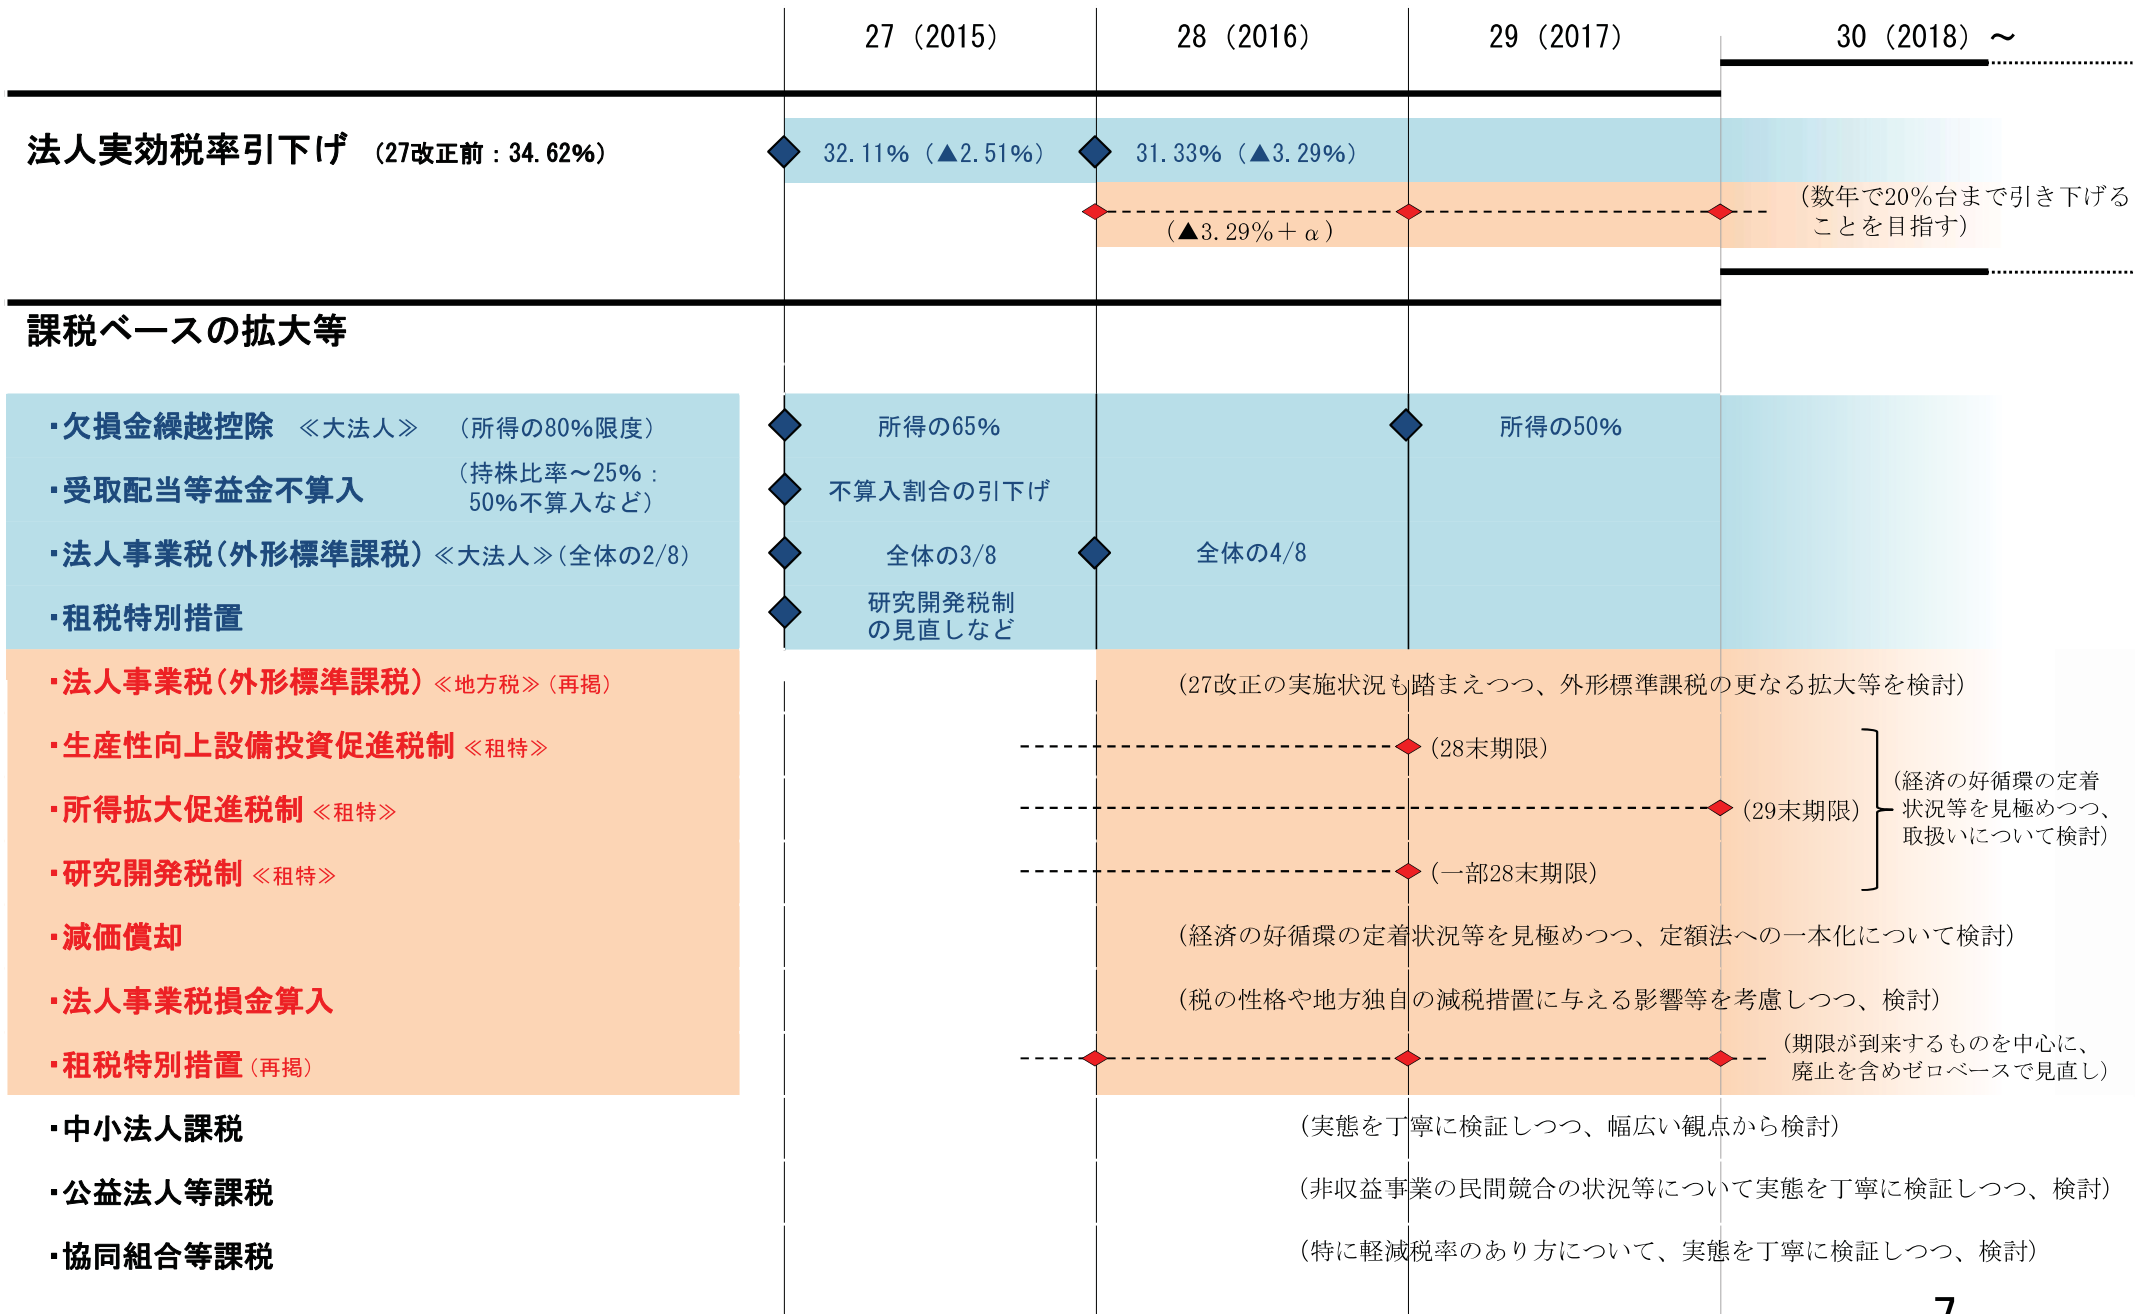 27（2015） 28（2016） 29（2017） 30（2018）～
法人実効税率引下げ （27改正前：34.62%） 32.11%（▲2.51%） 31.33%（▲3.29%）
（▲3.29％＋α）
（数年で20％台まで引き下げる
ことを目指す）
課税ベースの拡大等
・欠損金繰越控除 ≪大法人≫ （所得の80%限度） 所得の65% 所得の50%
・受取配当等益金不算入 （持株比率～25%：
50%不算入など） 不算入割合の引下げ
・法人事業税（外形標準課税）≪大法人≫（全体の2/8） 全体の3/8 全体の4/8
・租税特別措置 研究開発税制
の見直しなど
・法人事業税（外形標準課税）≪地方税≫（再掲） （27改正の実施状況も踏まえつつ、外形標準課税の更なる拡大等を検討）
・生産性向上設備投資促進税制 ≪租特≫ （28末期限）
・所得拡大促進税制 ≪租特≫ （29末期限）
・研究開発税制 ≪租特≫ （一部28末期限）
（経済の好循環の定着
状況等を見極めつつ、
取扱いについて検討）
・減価償却 （経済の好循環の定着状況等を見極めつつ、定額法への一本化について検討）
・法人事業税損金算入 （税の性格や地方独自の減税措置に与える影響等を考慮しつつ、検討）
・租税特別措置（再掲） （期限が到来するものを中心に、
廃止を含めゼロベースで見直し）
・中小法人課税 （実態を丁寧に検証しつつ、幅広い観点から検討）
・公益法人等課税 （非収益事業の民間競合の状況等について実態を丁寧に検証しつつ、検討）
・協同組合等課税 （特に軽減税率のあり方について、実態を丁寧に検証しつつ、検討）
7